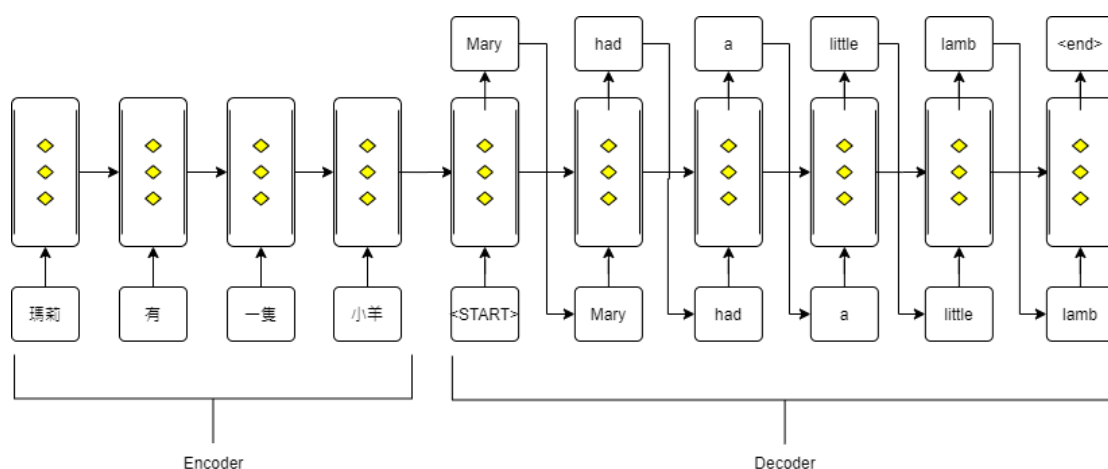 Mary
had
a
little
lamb
<end>
瑪莉
有
一隻
小羊
<START>
Mary
had
a
little
lamb
Encoder
Decoder